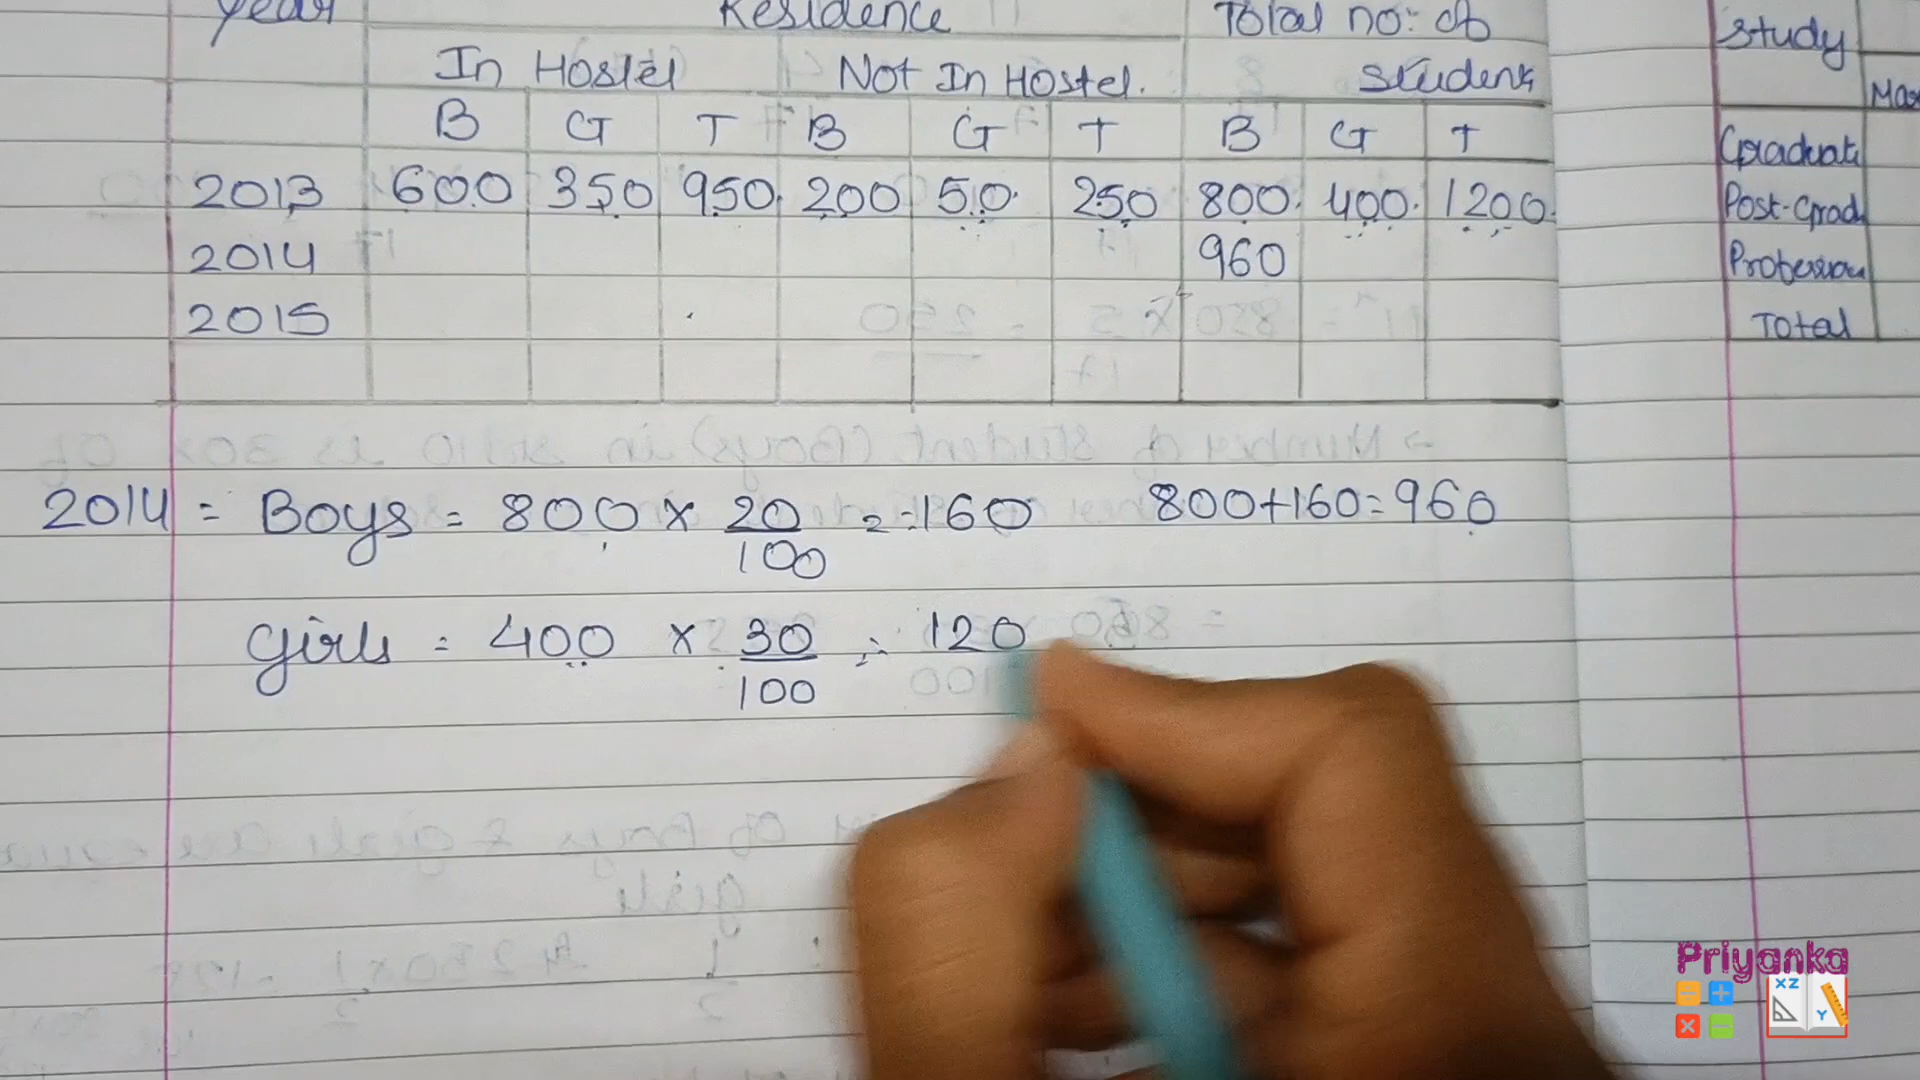 year Residence Total no: of
In Hostel Not In Hostel. Student
B G T B G T B G T
2013 600 350 950. 200 50. 250 800. 400. 1200.
2014 960
2015
2014 = Boys = 800 × 20/100 = 160 800+160=960
Girls = 400 × 30/100 = 120
study
Graduate
Post-Grad
Total
Priyanka
XZ
Y